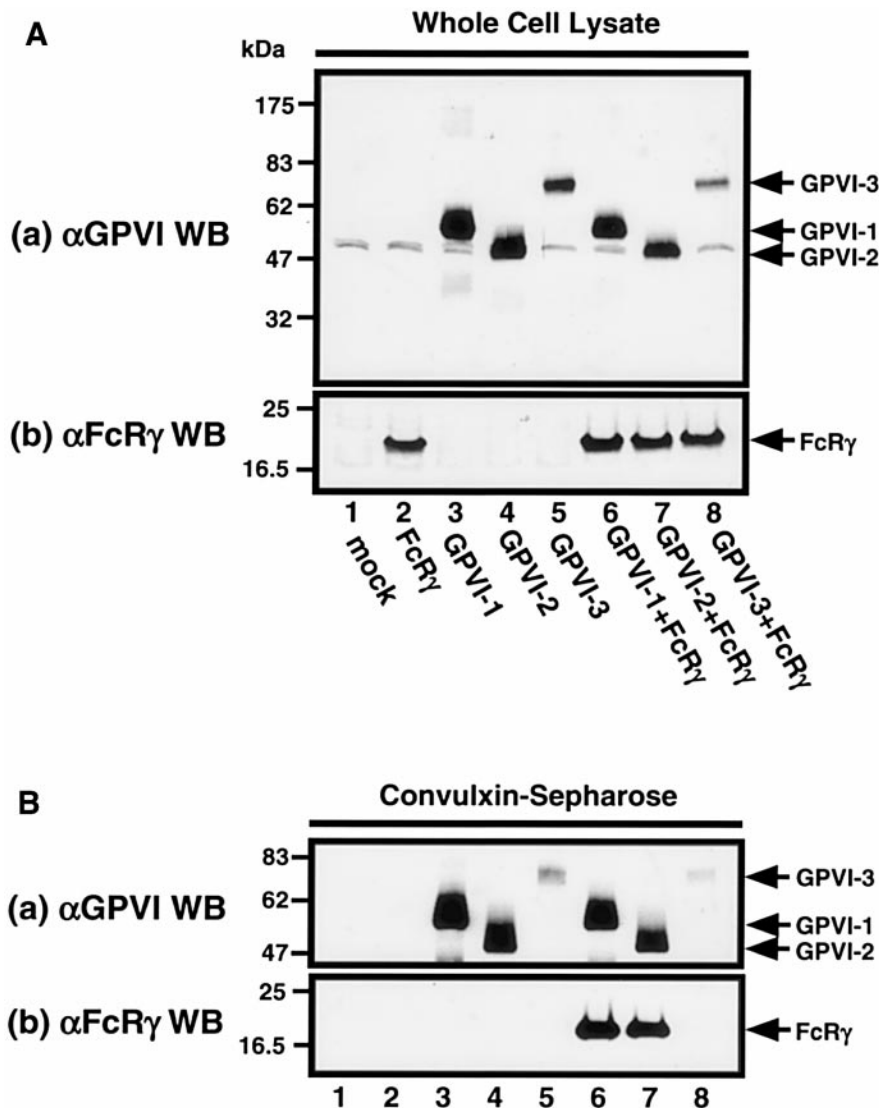 A
Whole Cell Lysate
kDa
175
83
62
47
32
(a) αGPVI WB
GPVI-3
GPVI-1
GPVI-2
(b) αFcRγ WB
25
16.5
FcRγ
1 2 3 4 5 6 7 8
mock
FcRγ
GPVI-1
GPVI-2
GPVI-3
GPVI-1+FcRγ
GPVI-2+FcRγ
GPVI-3+FcRγ
B
Convulxin-Sepharose
83
62
47
(a) αGPVI WB
GPVI-3
GPVI-1
GPVI-2
(b) αFcRγ WB
25
16.5
FcRγ
1 2 3 4 5 6 7 8